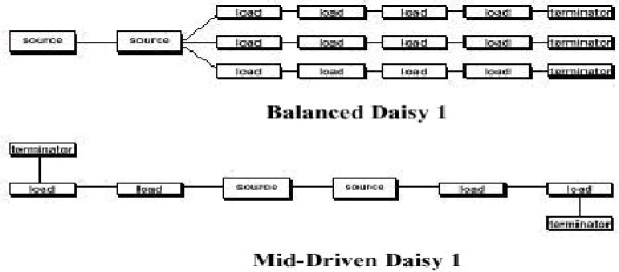 load load load load terminator
source source load load load load terminator
load load load load terminator
Balanced Daisy 1
terminator
load load source source load load
terminator
Mid-Driven Daisy 1